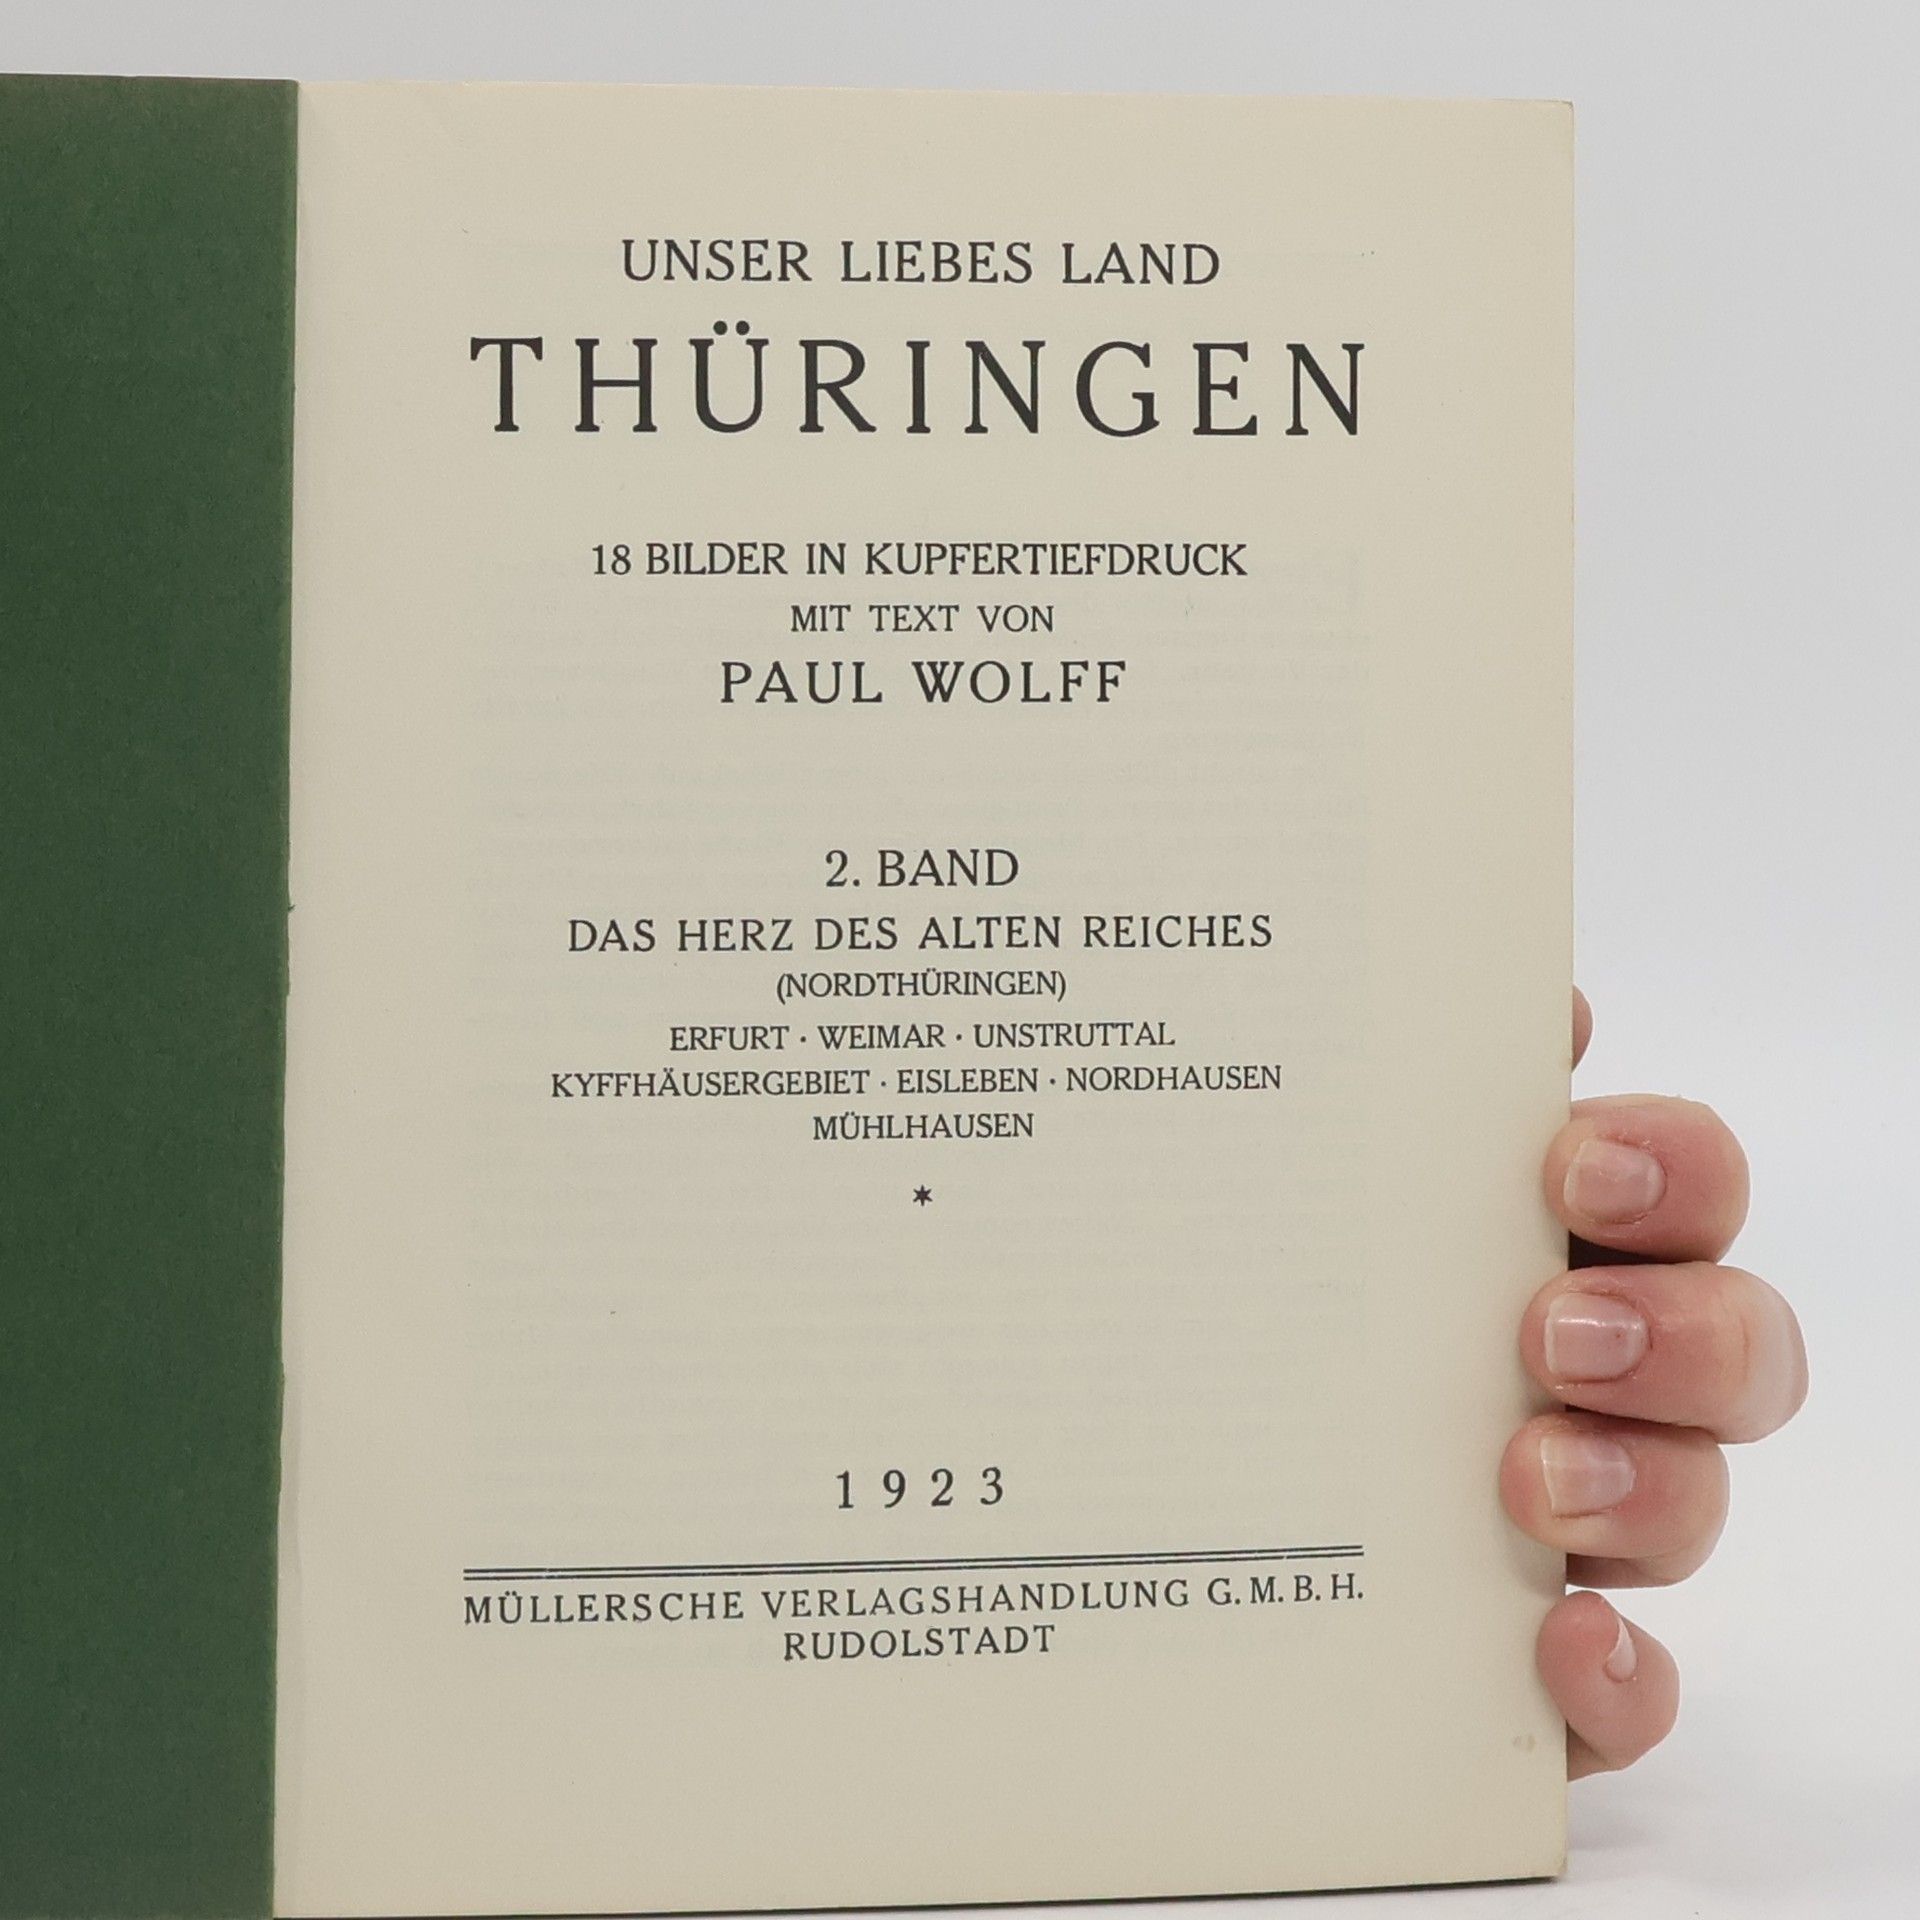 UNSER LIEBES LAND
THÜRINGEN
18 BILDER IN KUPFERTIEFDRUCK
MIT TEXT VON
PAUL WOLFF
2. BAND
DAS HERZ DES ALTEN REICHES
(NORDTHÜRINGEN)
ERFURT · WEIMAR · UNSTRUTTAL
KYFFHÄUSERGEBIET · EISLEBEN · NORDHAUSEN
MÜHLHAUSEN
*
1923
MÜLLERSCHE VERLAGSHANDLUNG G.M.B.H.
RUDOLSTADT